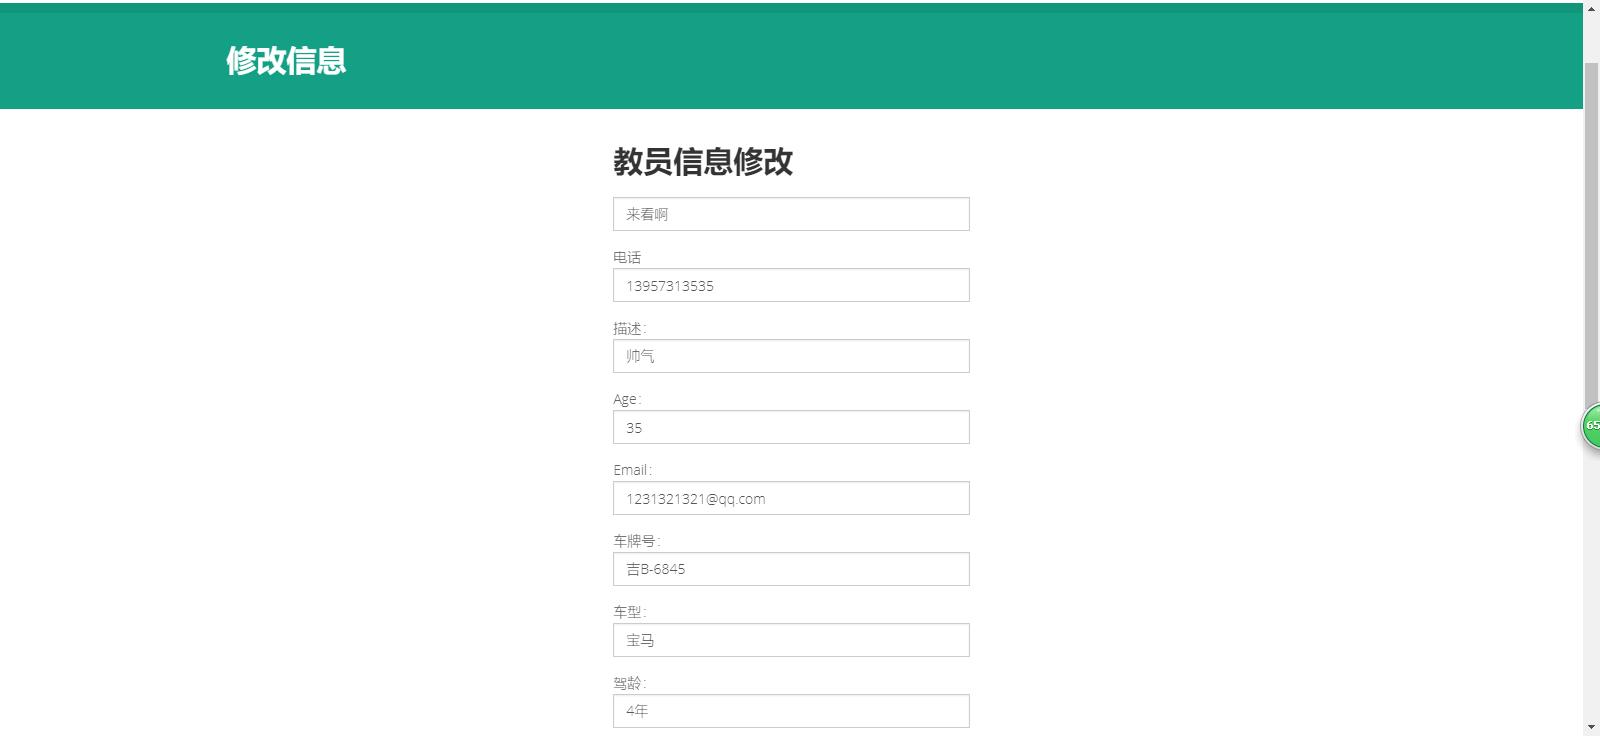 修改信息
教员信息修改
来看啊
电话
13957313535
描述：
帅气
Age：
35
Email：
1231321321@qq.com
车牌号：
吉B-6845
车型：
宝马
驾龄：
4年
65